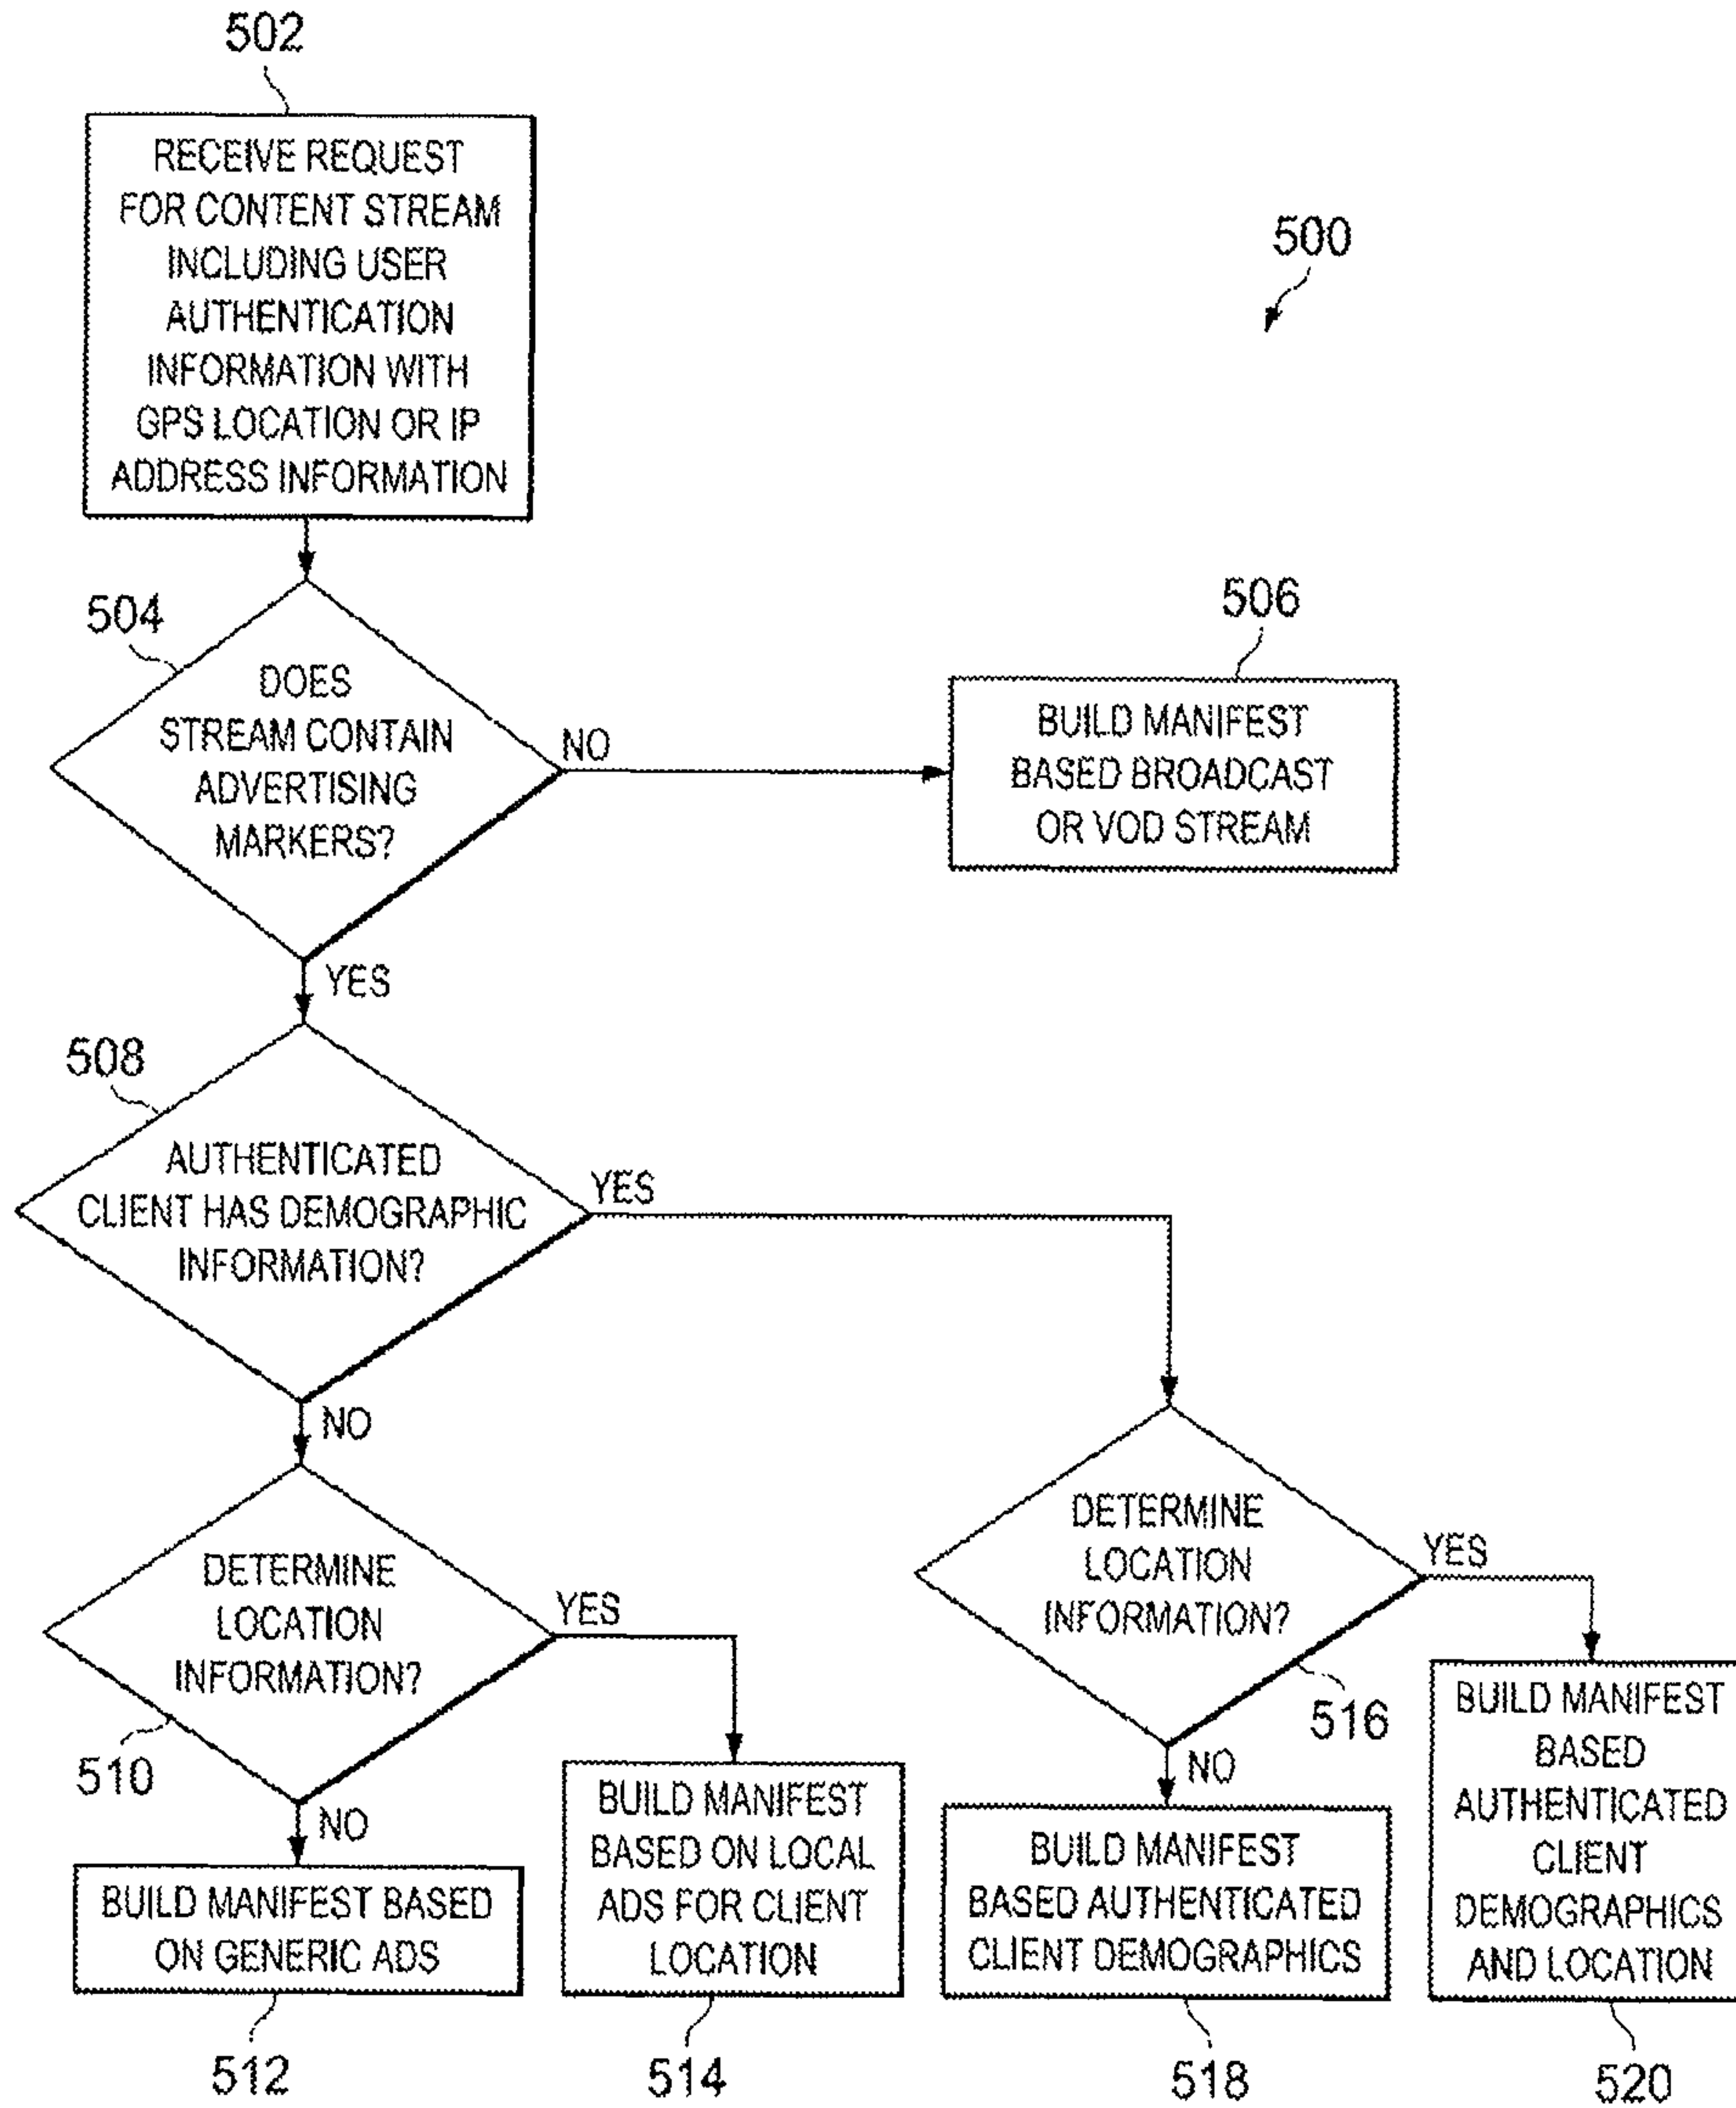 502
RECEIVE REQUEST
FOR CONTENT STREAM
INCLUDING USER
AUTHENTICATION
INFORMATION WITH
GPS LOCATION OR IP
ADDRESS INFORMATION
500
504
DOES
STREAM CONTAIN
ADVERTISING
MARKERS?
NO
506
BUILD MANIFEST
BASED BROADCAST
OR VOD STREAM
YES
508
AUTHENTICATED
CLIENT HAS DEMOGRAPHIC
INFORMATION?
YES
NO
DETERMINE
LOCATION
INFORMATION?
YES
510
NO
BUILD MANIFEST BASED
ON GENERIC ADS
512
BUILD MANIFEST
BASED ON LOCAL
ADS FOR CLIENT
LOCATION
514
DETERMINE
LOCATION
INFORMATION?
YES
516
NO
BUILD MANIFEST
BASED AUTHENTICATED
CLIENT DEMOGRAPHICS
518
BUILD MANIFEST
BASED
AUTHENTICATED
CLIENT
DEMOGRAPHICS
AND LOCATION
520